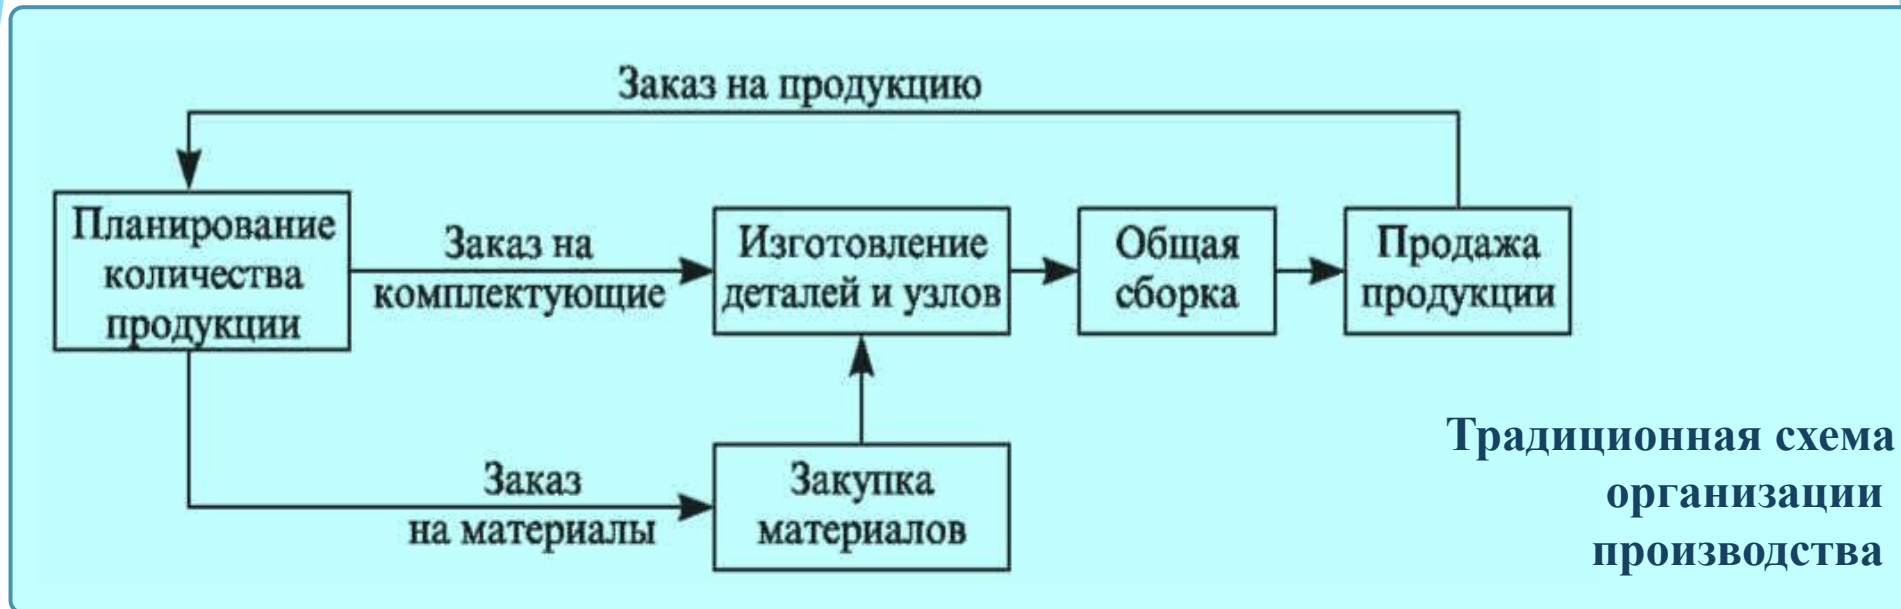 Заказ на продукцию
Планирование
количества
продукции
Заказ на
комплектующие
Изготовление
деталей и узлов
Общая
сборка
Продажа
продукции
Заказ
на материалы
Закупка
материалов
Традиционная схема
организации
производства